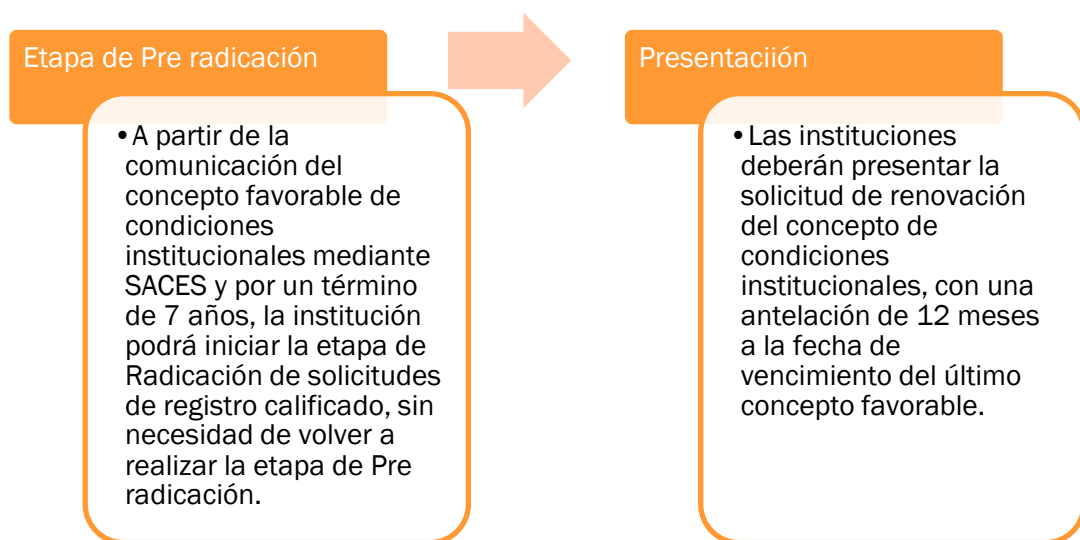 Etapa de Pre radicación
•A partir de la
comunicación del
concepto favorable de
condiciones
institucionales mediante
SACES y por un término
de 7 años, la institución
podrá iniciar la etapa de
Radicación de solicitudes
de registro calificado, sin
necesidad de volver a
realizar la etapa de Pre
radicación.
Presentaciión
•Las instituciones
deberán presentar la
solicitud de renovación
del concepto de
condiciones
institucionales, con una
antelación de 12 meses
a la fecha de
vencimiento del último
concepto favorable.